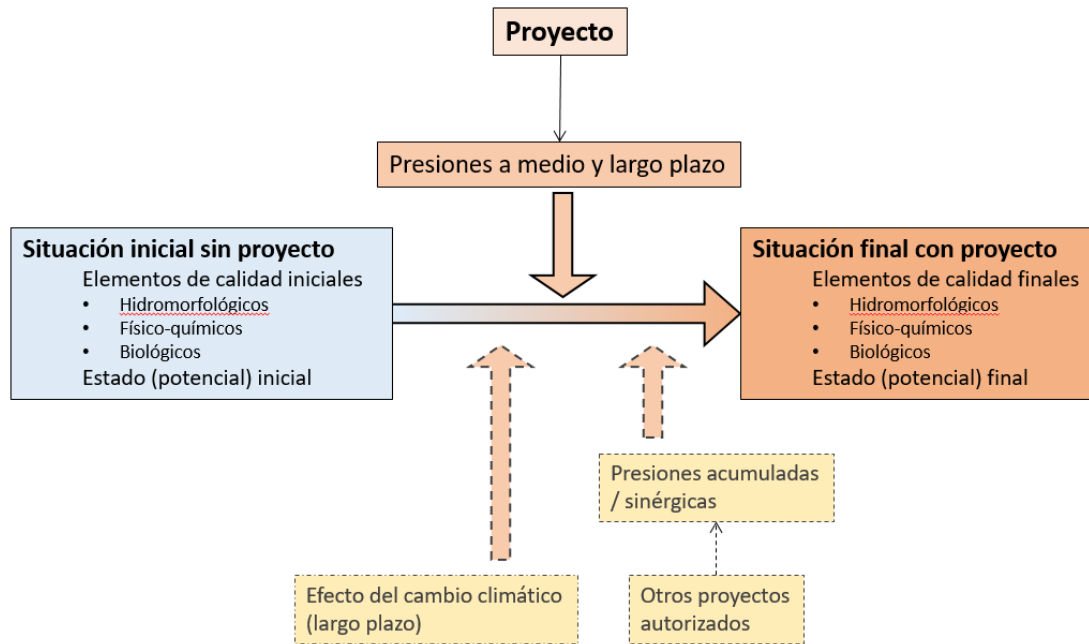 Proyecto
Presiones a medio y largo plazo
Situación inicial sin proyecto
Elementos de calidad iniciales
• Hidromorfológicos
• Físico-químicos
• Biológicos
Estado (potencial) inicial
Situación final con proyecto
Elementos de calidad finales
• Hidromorfológicos
• Físico-químicos
• Biológicos
Estado (potencial) final
Presiones acumuladas
/ sinérgicas
Efecto del cambio climático
(largo plazo)
Otros proyectos
autorizados